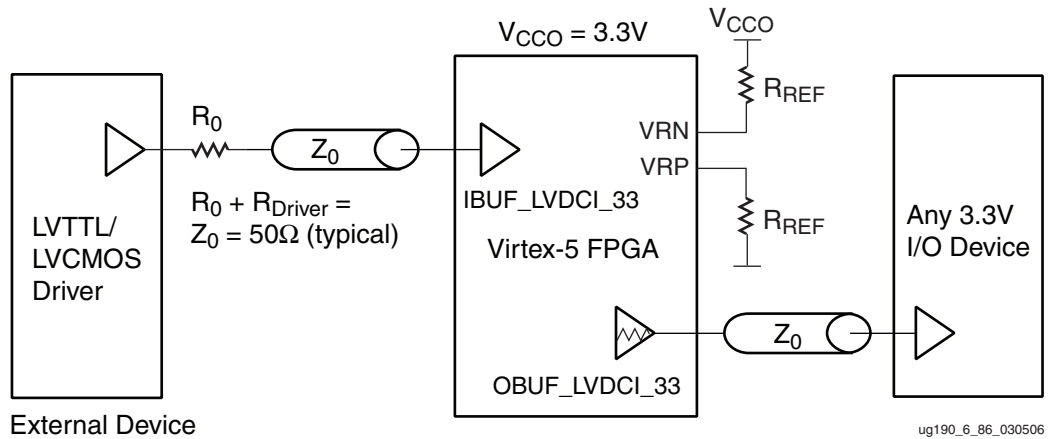 V_CCO = 3.3V
V_CCO
R_REF
R_0
Z_0
VRN
VRP
IBUF_LVDCI_33
R_0 + R_Driver =
Z_0 = 50Ω (typical)
R_REF
LVTTL/
LVCMOS
Driver
Virtex-5 FPGA
Any 3.3V
I/O Device
Z_0
OBUF_LVDCI_33
External Device
ug190_6_86_030506